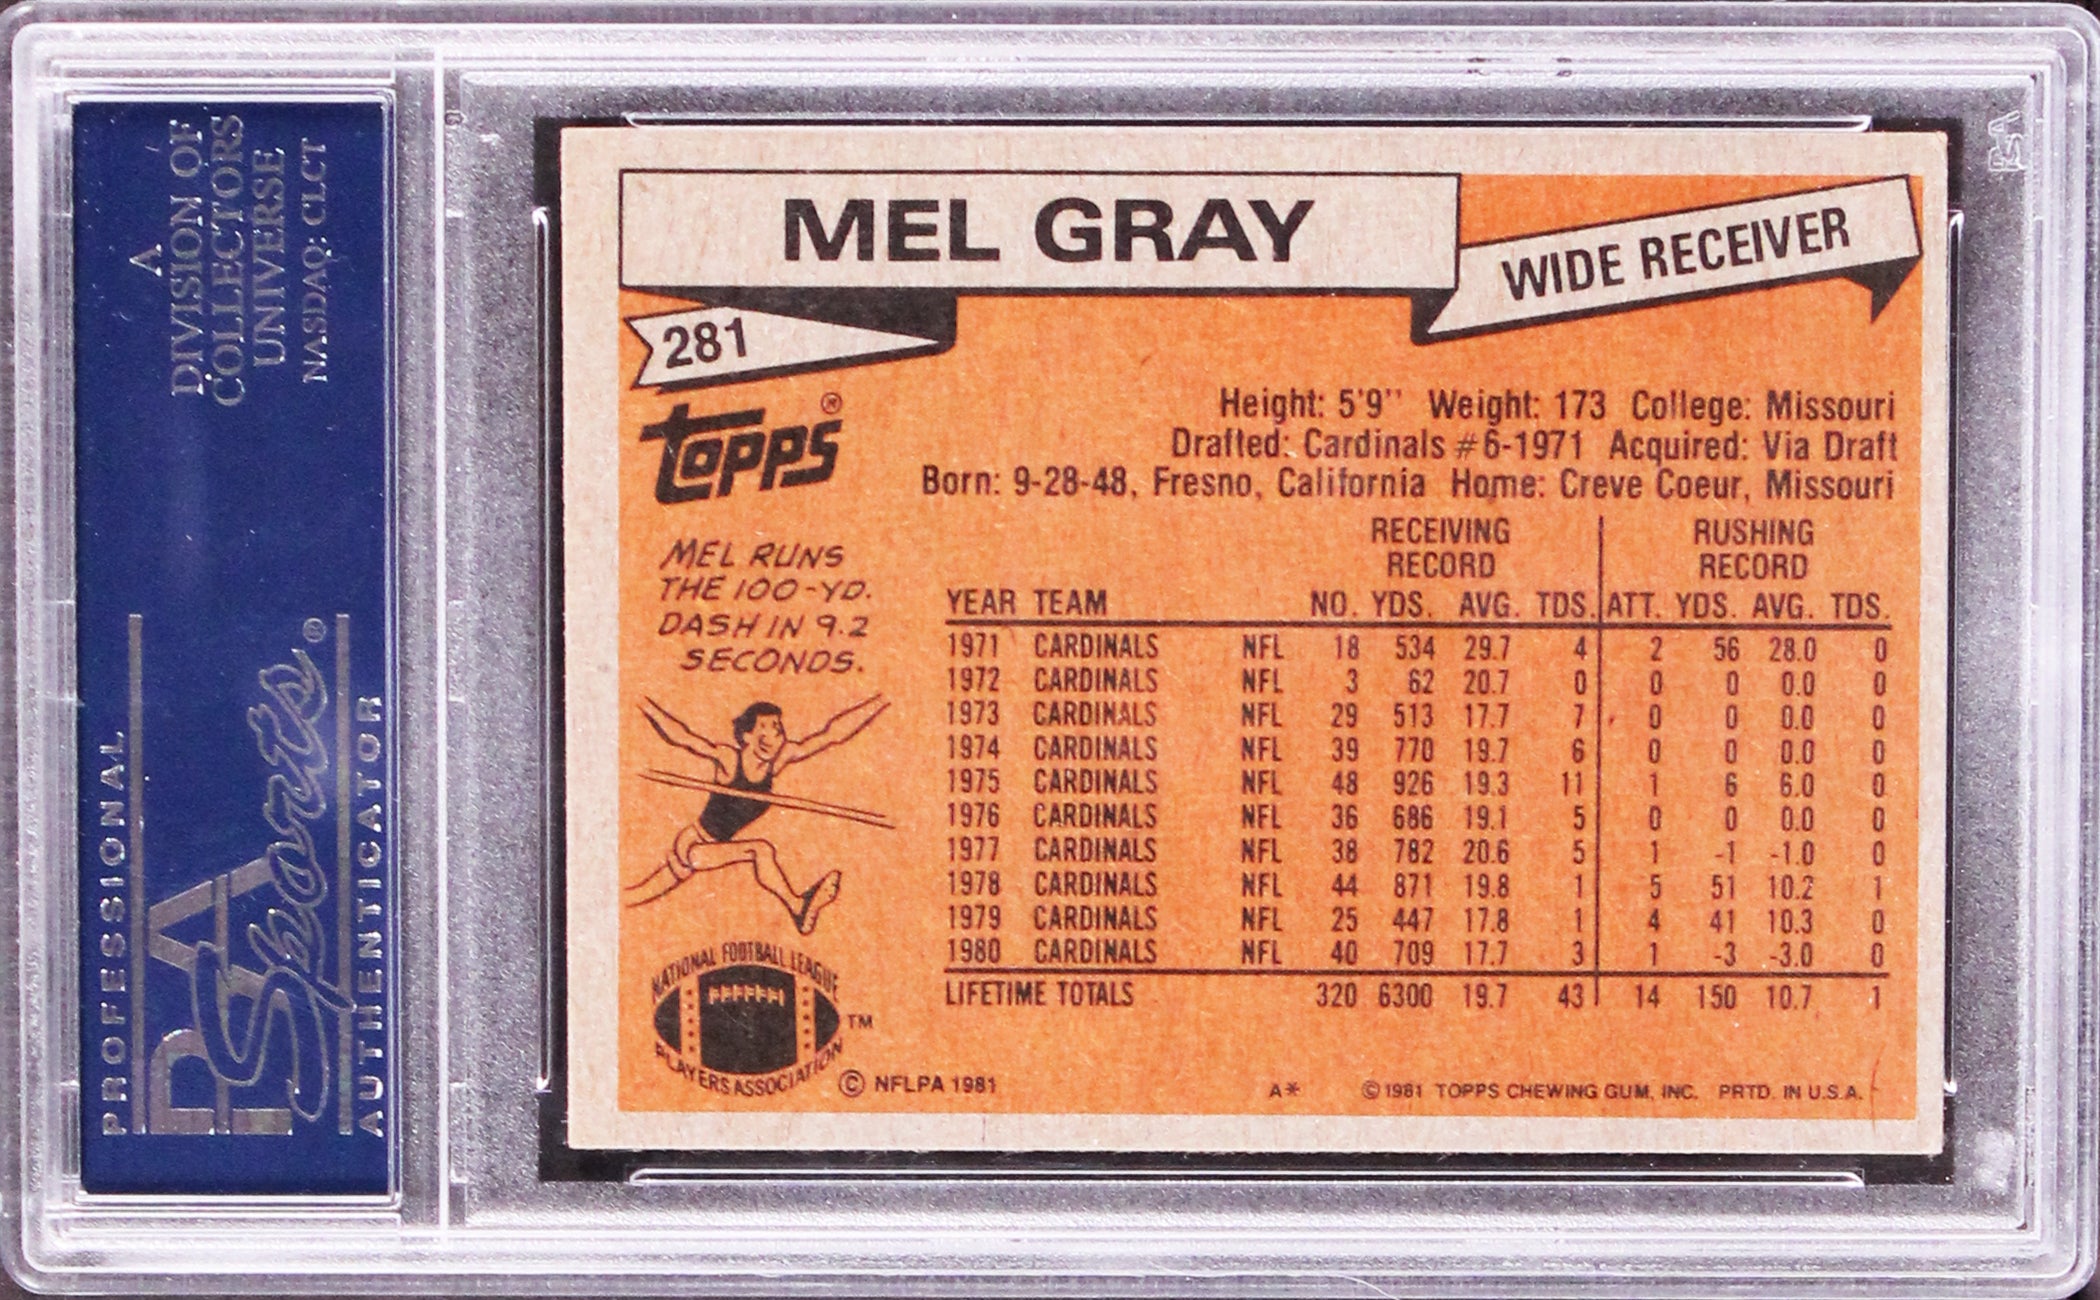 A
DIVISION OF
COLLECTORS
UNIVERSE
NASDAQ: CLCT
PROFESSIONAL
PSA
Sports®
AUTHENTICATOR
PSA
MEL GRAY
WIDE RECEIVER
281
TOPPS®
Height: 5'9'' Weight: 173 College: Missouri
Drafted: Cardinals #6-1971 Acquired: Via Draft
Born: 9-28-48, Fresno, California Home: Creve Coeur, Missouri
MEL RUNS
THE 100-YD.
DASH IN 9.2
SECONDS.
RECEIVING RUSHING
RECORD RECORD
YEAR TEAM NO. YDS. AVG. TDS. ATT. YDS. AVG. TDS.
1971 CARDINALS NFL 18 534 29.7 4 2 56 28.0 0
1972 CARDINALS NFL 3 62 20.7 0 0 0 0.0 0
1973 CARDINALS NFL 29 513 17.7 7 0 0 0.0 0
1974 CARDINALS NFL 39 770 19.7 6 0 0 0.0 0
1975 CARDINALS NFL 48 926 19.3 11 1 6 6.0 0
1976 CARDINALS NFL 36 686 19.1 5 0 0 0.0 0
1977 CARDINALS NFL 38 782 20.6 5 1 -1 -1.0 0
1978 CARDINALS NFL 44 871 19.8 1 5 51 10.2 1
1979 CARDINALS NFL 25 447 17.8 1 4 41 10.3 0
1980 CARDINALS NFL 40 709 17.7 3 1 -3 -3.0 0
LIFETIME TOTALS 320 6300 19.7 43 14 150 10.7 1
NATIONAL FOOTBALL LEAGUE
PLAYERS ASSOCIATION ™
© NFLPA 1981
A*
© 1981 TOPPS CHEWING GUM, INC. PRTD. IN U.S.A.